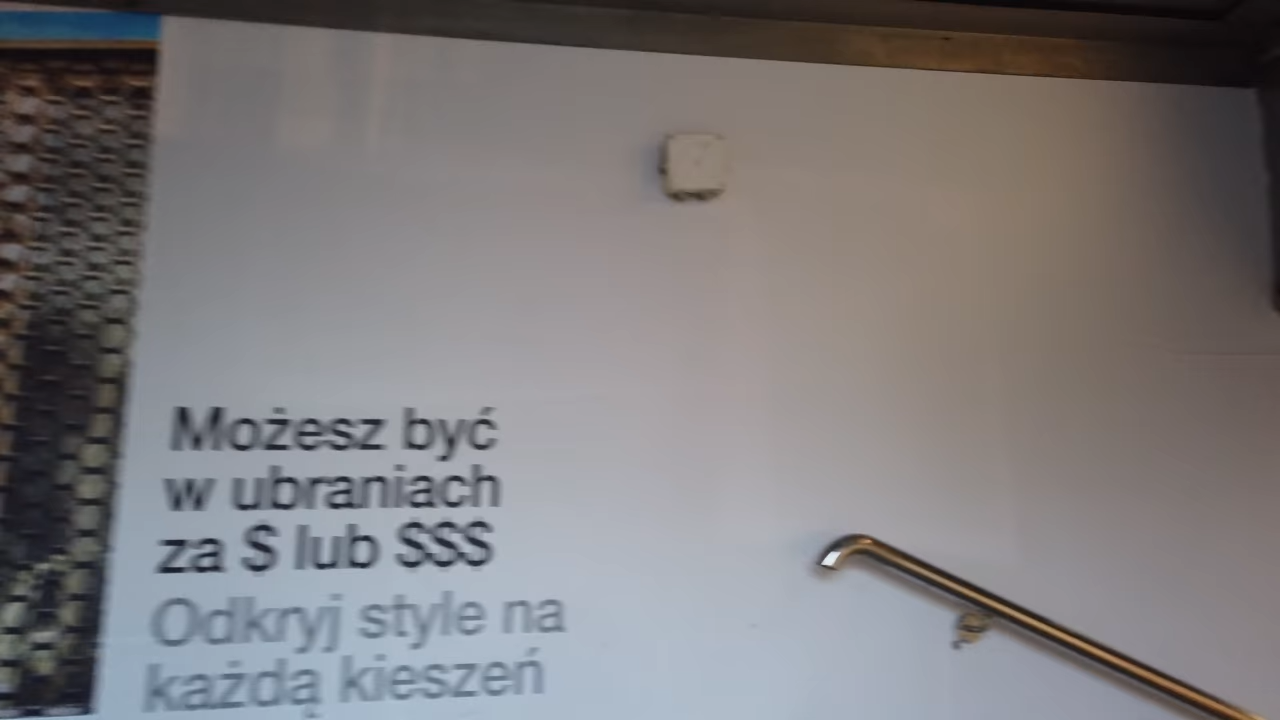 Możesz być
w ubraniach
za $ lub $$$
Odkryj style na
każdą kieszeń